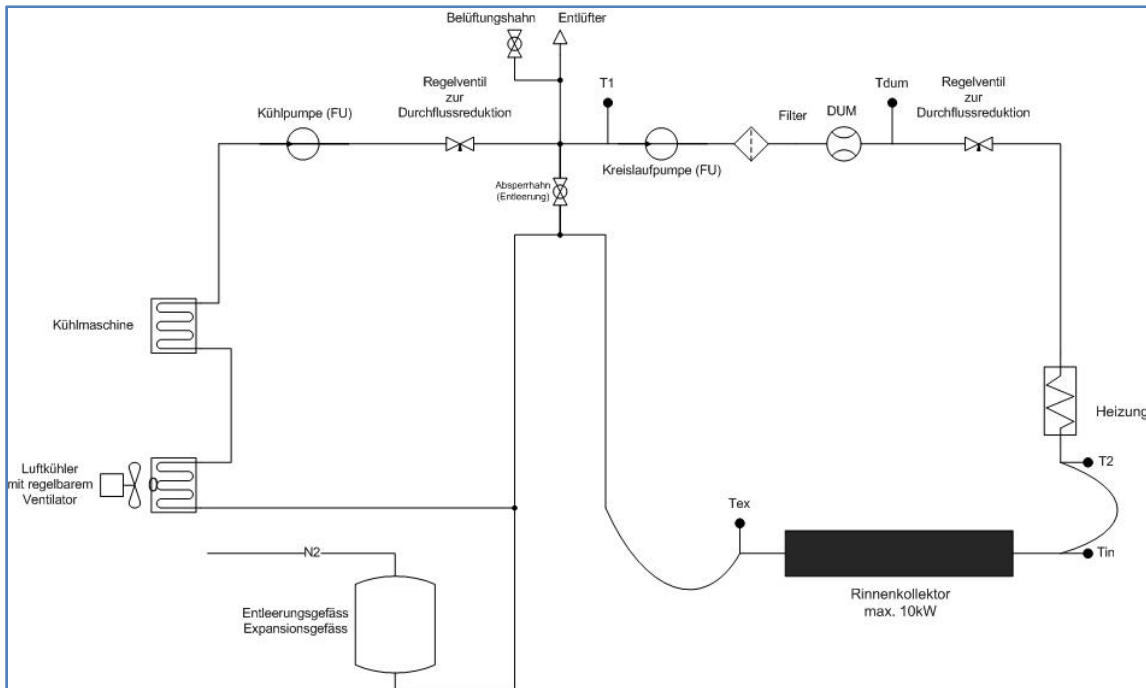 Belüftungshahn
Entlüfter
Regelventil
zur
Durchflussreduktion
T1
Tdum
Regelventil
zur
Durchflussreduktion
Kühlpumpe (FU)
Filter
DUM
Kreislaufpumpe (FU)
Absperrhahn
(Entleerung)
Kühlmaschine
Heizung
Luftkühler
mit regelbarem
Ventilator
T2
Tex
Tin
N2
Rinnenkollektor
max. 10kW
Entleerungsgefäss
Expansionsgefäss